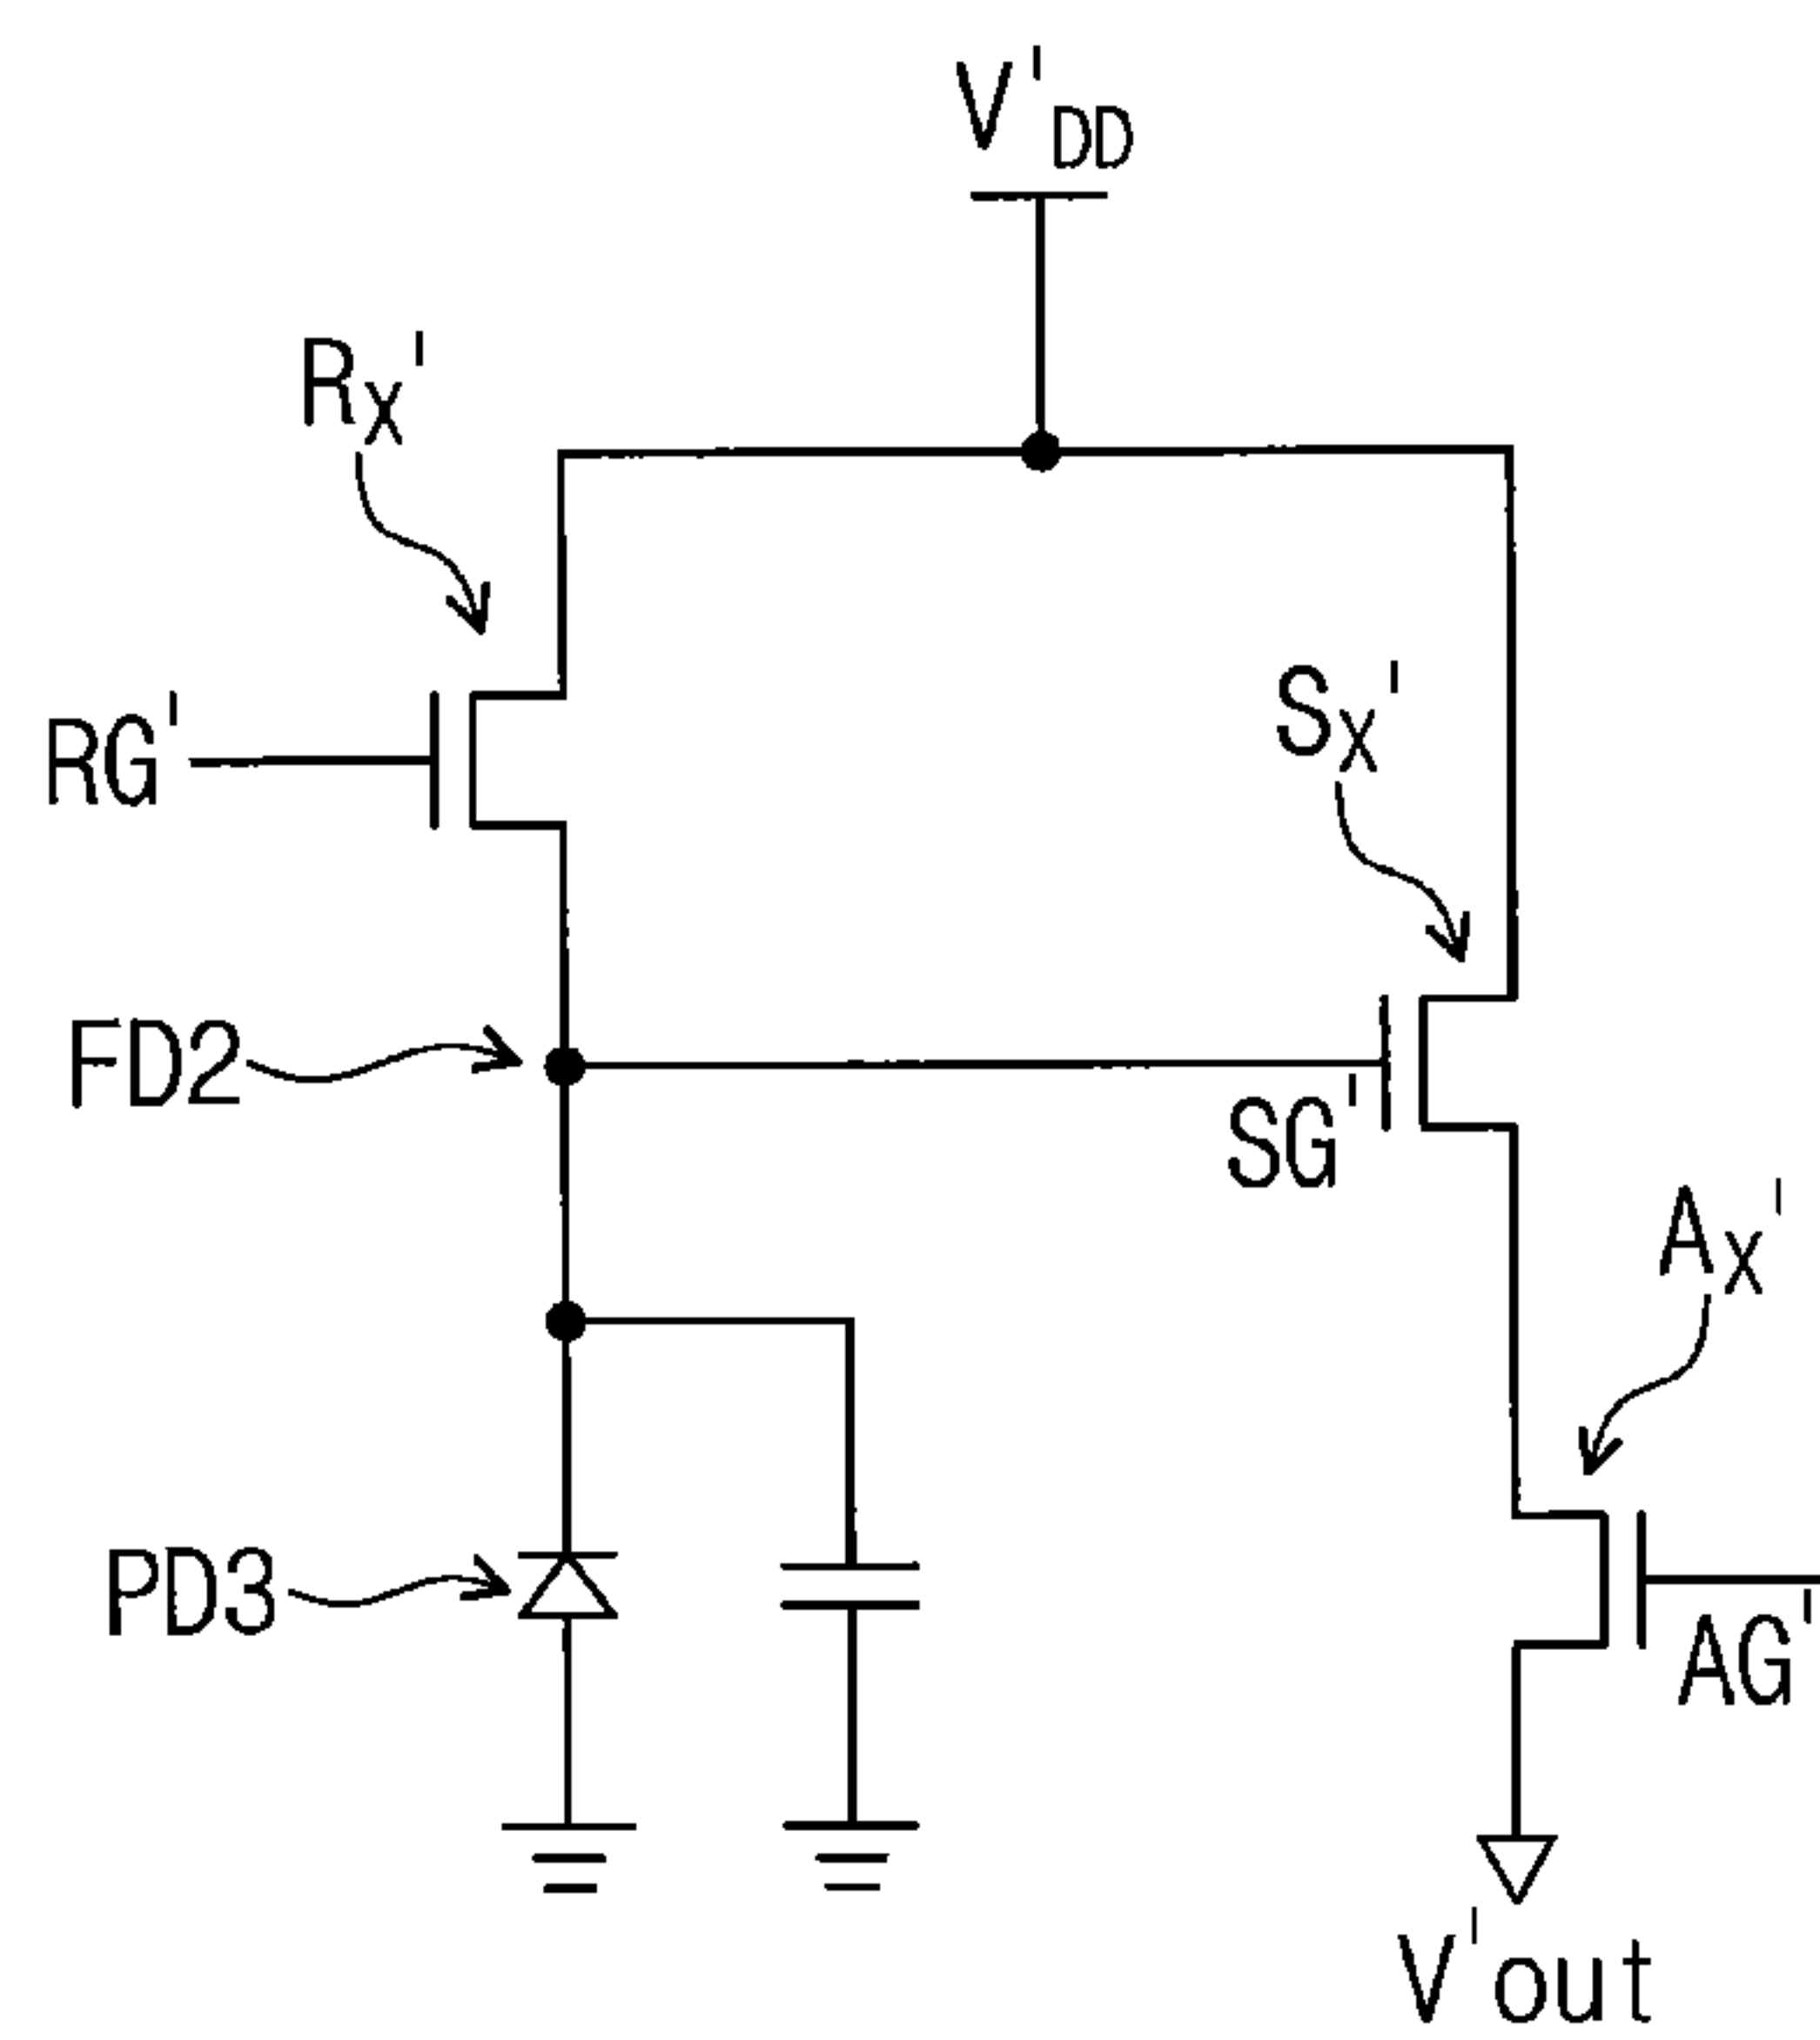 V'DD
RX'
RG'
SX'
FD2
SG'
AX'
PD3
AG'
V'out